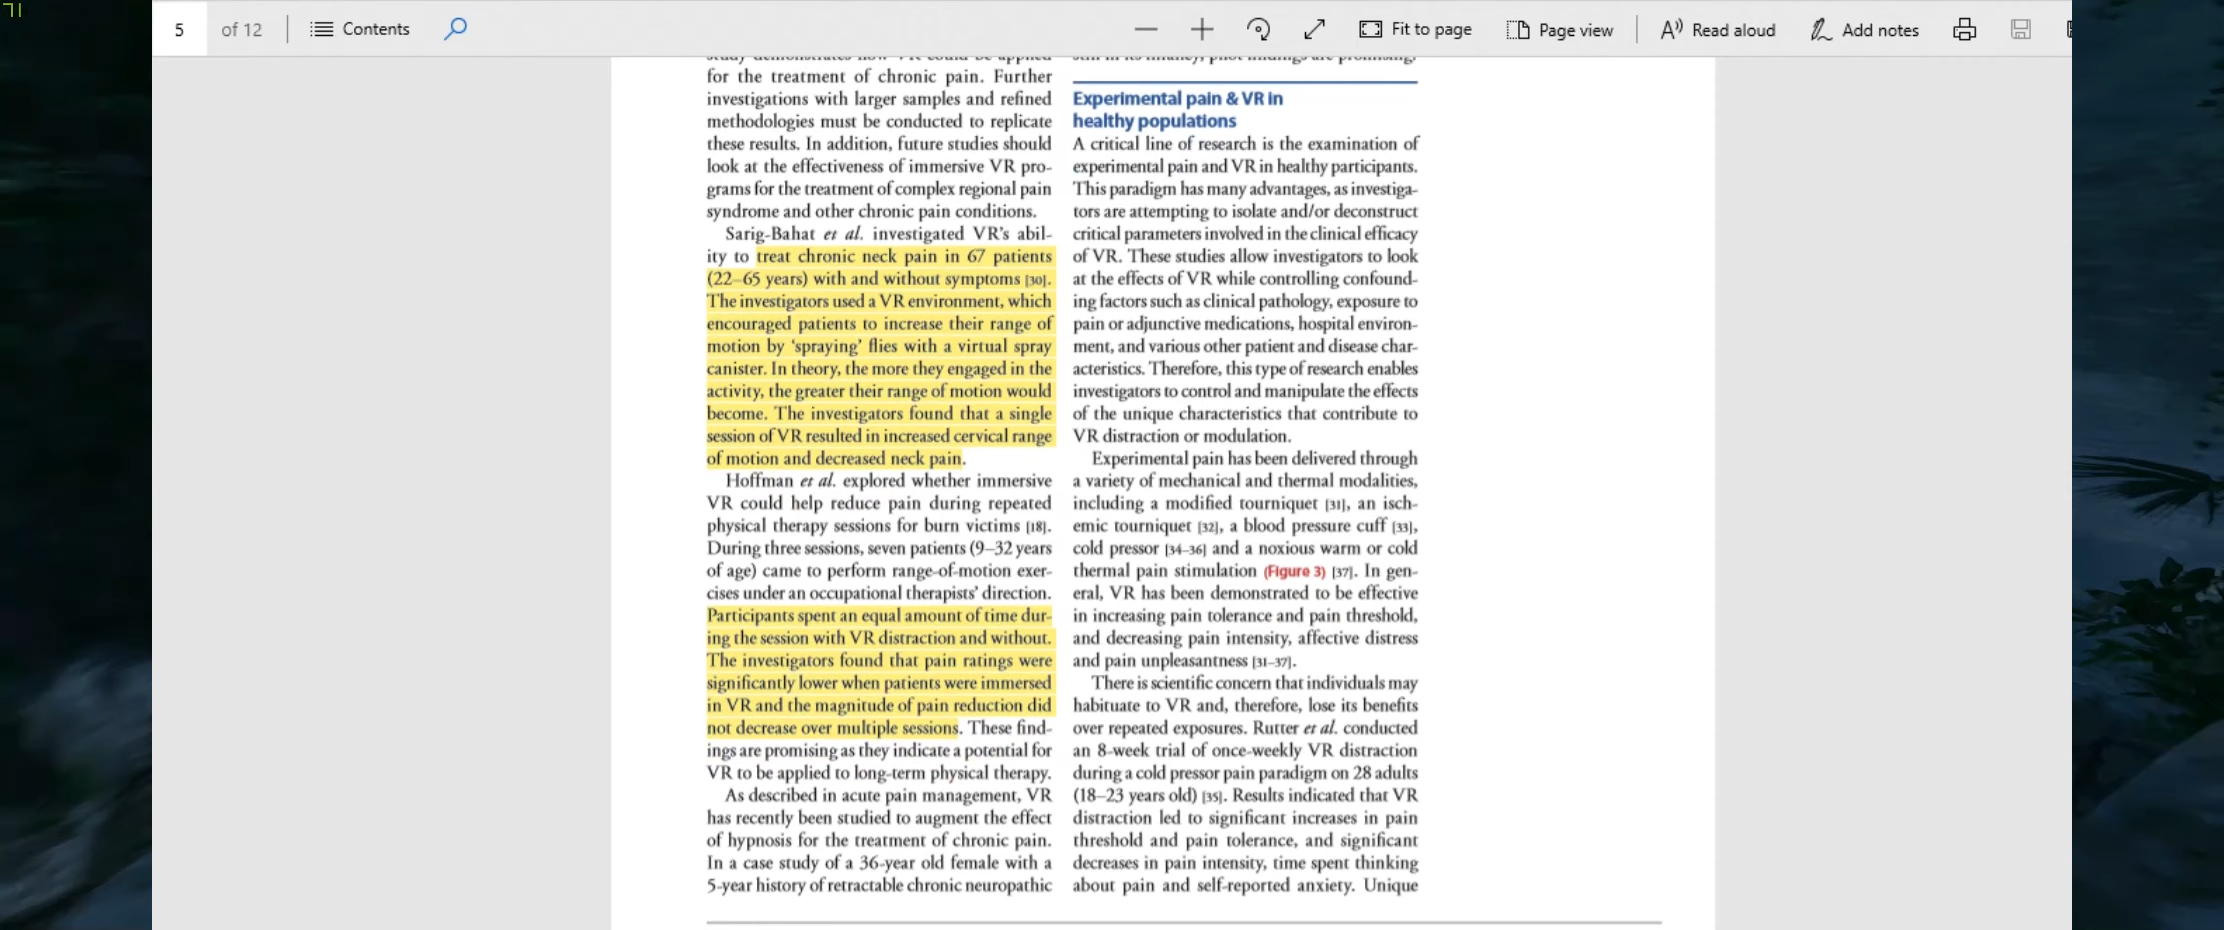 5 of 12 Contents Fit to page Page view Read aloud Add notes
study demonstrates how VR could be applied
for the treatment of chronic pain. Further
investigations with larger samples and refined
methodologies must be conducted to replicate
these results. In addition, future studies should
look at the effectiveness of immersive VR pro-
grams for the treatment of complex regional pain
syndrome and other chronic pain conditions.
Sarig-Bahat et al. investigated VR's abil-
ity to treat chronic neck pain in 67 patients
(22–65 years) with and without symptoms [30].
The investigators used a VR environment, which
encouraged patients to increase their range of
motion by 'spraying' flies with a virtual spray
canister. In theory, the more they engaged in the
activity, the greater their range of motion would
become. The investigators found that a single
session of VR resulted in increased cervical range
of motion and decreased neck pain.
Hoffman et al. explored whether immersive
VR could help reduce pain during repeated
physical therapy sessions for burn victims [18].
During three sessions, seven patients (9–32 years
of age) came to perform range-of-motion exer-
cises under an occupational therapists' direction.
Participants spent an equal amount of time dur-
ing the session with VR distraction and without.
The investigators found that pain ratings were
significantly lower when patients were immersed
in VR and the magnitude of pain reduction did
not decrease over multiple sessions. These find-
ings are promising as they indicate a potential for
VR to be applied to long-term physical therapy.
As described in acute pain management, VR
has recently been studied to augment the effect
of hypnosis for the treatment of chronic pain.
In a case study of a 36-year old female with a
5-year history of retractable chronic neuropathic
still in its infancy, pilot findings are promising.
Experimental pain & VR in
healthy populations
A critical line of research is the examination of
experimental pain and VR in healthy participants.
This paradigm has many advantages, as investiga-
tors are attempting to isolate and/or deconstruct
critical parameters involved in the clinical efficacy
of VR. These studies allow investigators to look
at the effects of VR while controlling confound-
ing factors such as clinical pathology, exposure to
pain or adjunctive medications, hospital environ-
ment, and various other patient and disease char-
acteristics. Therefore, this type of research enables
investigators to control and manipulate the effects
of the unique characteristics that contribute to
VR distraction or modulation.
Experimental pain has been delivered through
a variety of mechanical and thermal modalities,
including a modified tourniquet [31], an isch-
emic tourniquet [32], a blood pressure cuff [33],
cold pressor [34–36] and a noxious warm or cold
thermal pain stimulation (Figure 3) [37]. In gen-
eral, VR has been demonstrated to be effective
in increasing pain tolerance and pain threshold,
and decreasing pain intensity, affective distress
and pain unpleasantness [31–37].
There is scientific concern that individuals may
habituate to VR and, therefore, lose its benefits
over repeated exposures. Rutter et al. conducted
an 8-week trial of once-weekly VR distraction
during a cold pressor pain paradigm on 28 adults
(18–23 years old) [35]. Results indicated that VR
distraction led to significant increases in pain
threshold and pain tolerance, and significant
decreases in pain intensity, time spent thinking
about pain and self-reported anxiety. Unique